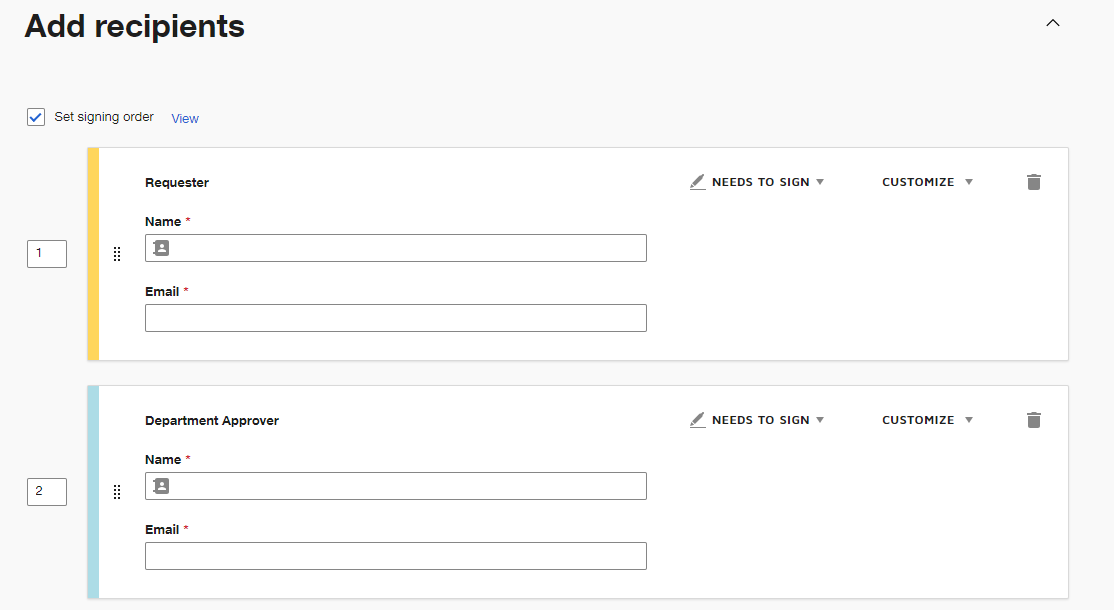 Add recipients
Set signing order View
Requester NEEDS TO SIGN CUSTOMIZE
Name *
1
Email *
Department Approver NEEDS TO SIGN CUSTOMIZE
Name *
2
Email *